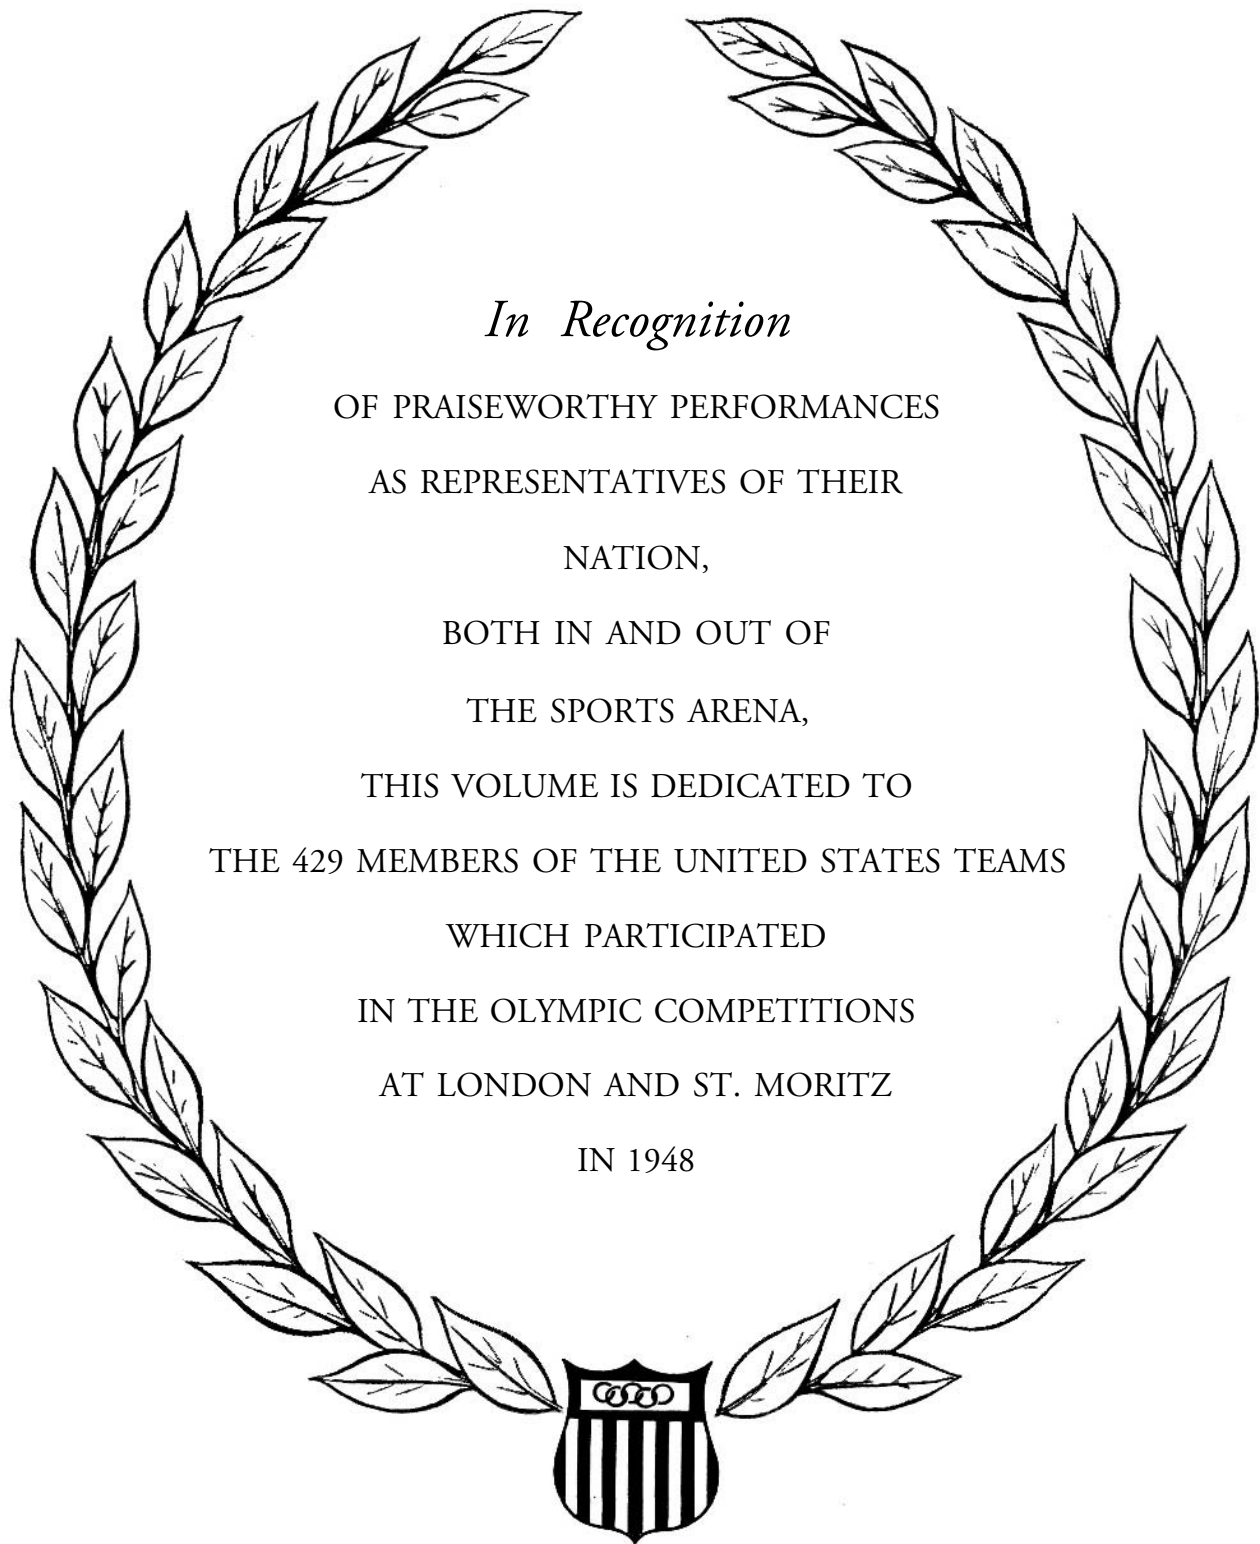 In Recognition
OF PRAISEWORTHY PERFORMANCES
AS REPRESENTATIVES OF THEIR
NATION,
BOTH IN AND OUT OF
THE SPORTS ARENA,
THIS VOLUME IS DEDICATED TO
THE 429 MEMBERS OF THE UNITED STATES TEAMS
WHICH PARTICIPATED
IN THE OLYMPIC COMPETITIONS
AT LONDON AND ST. MORITZ
IN 1948